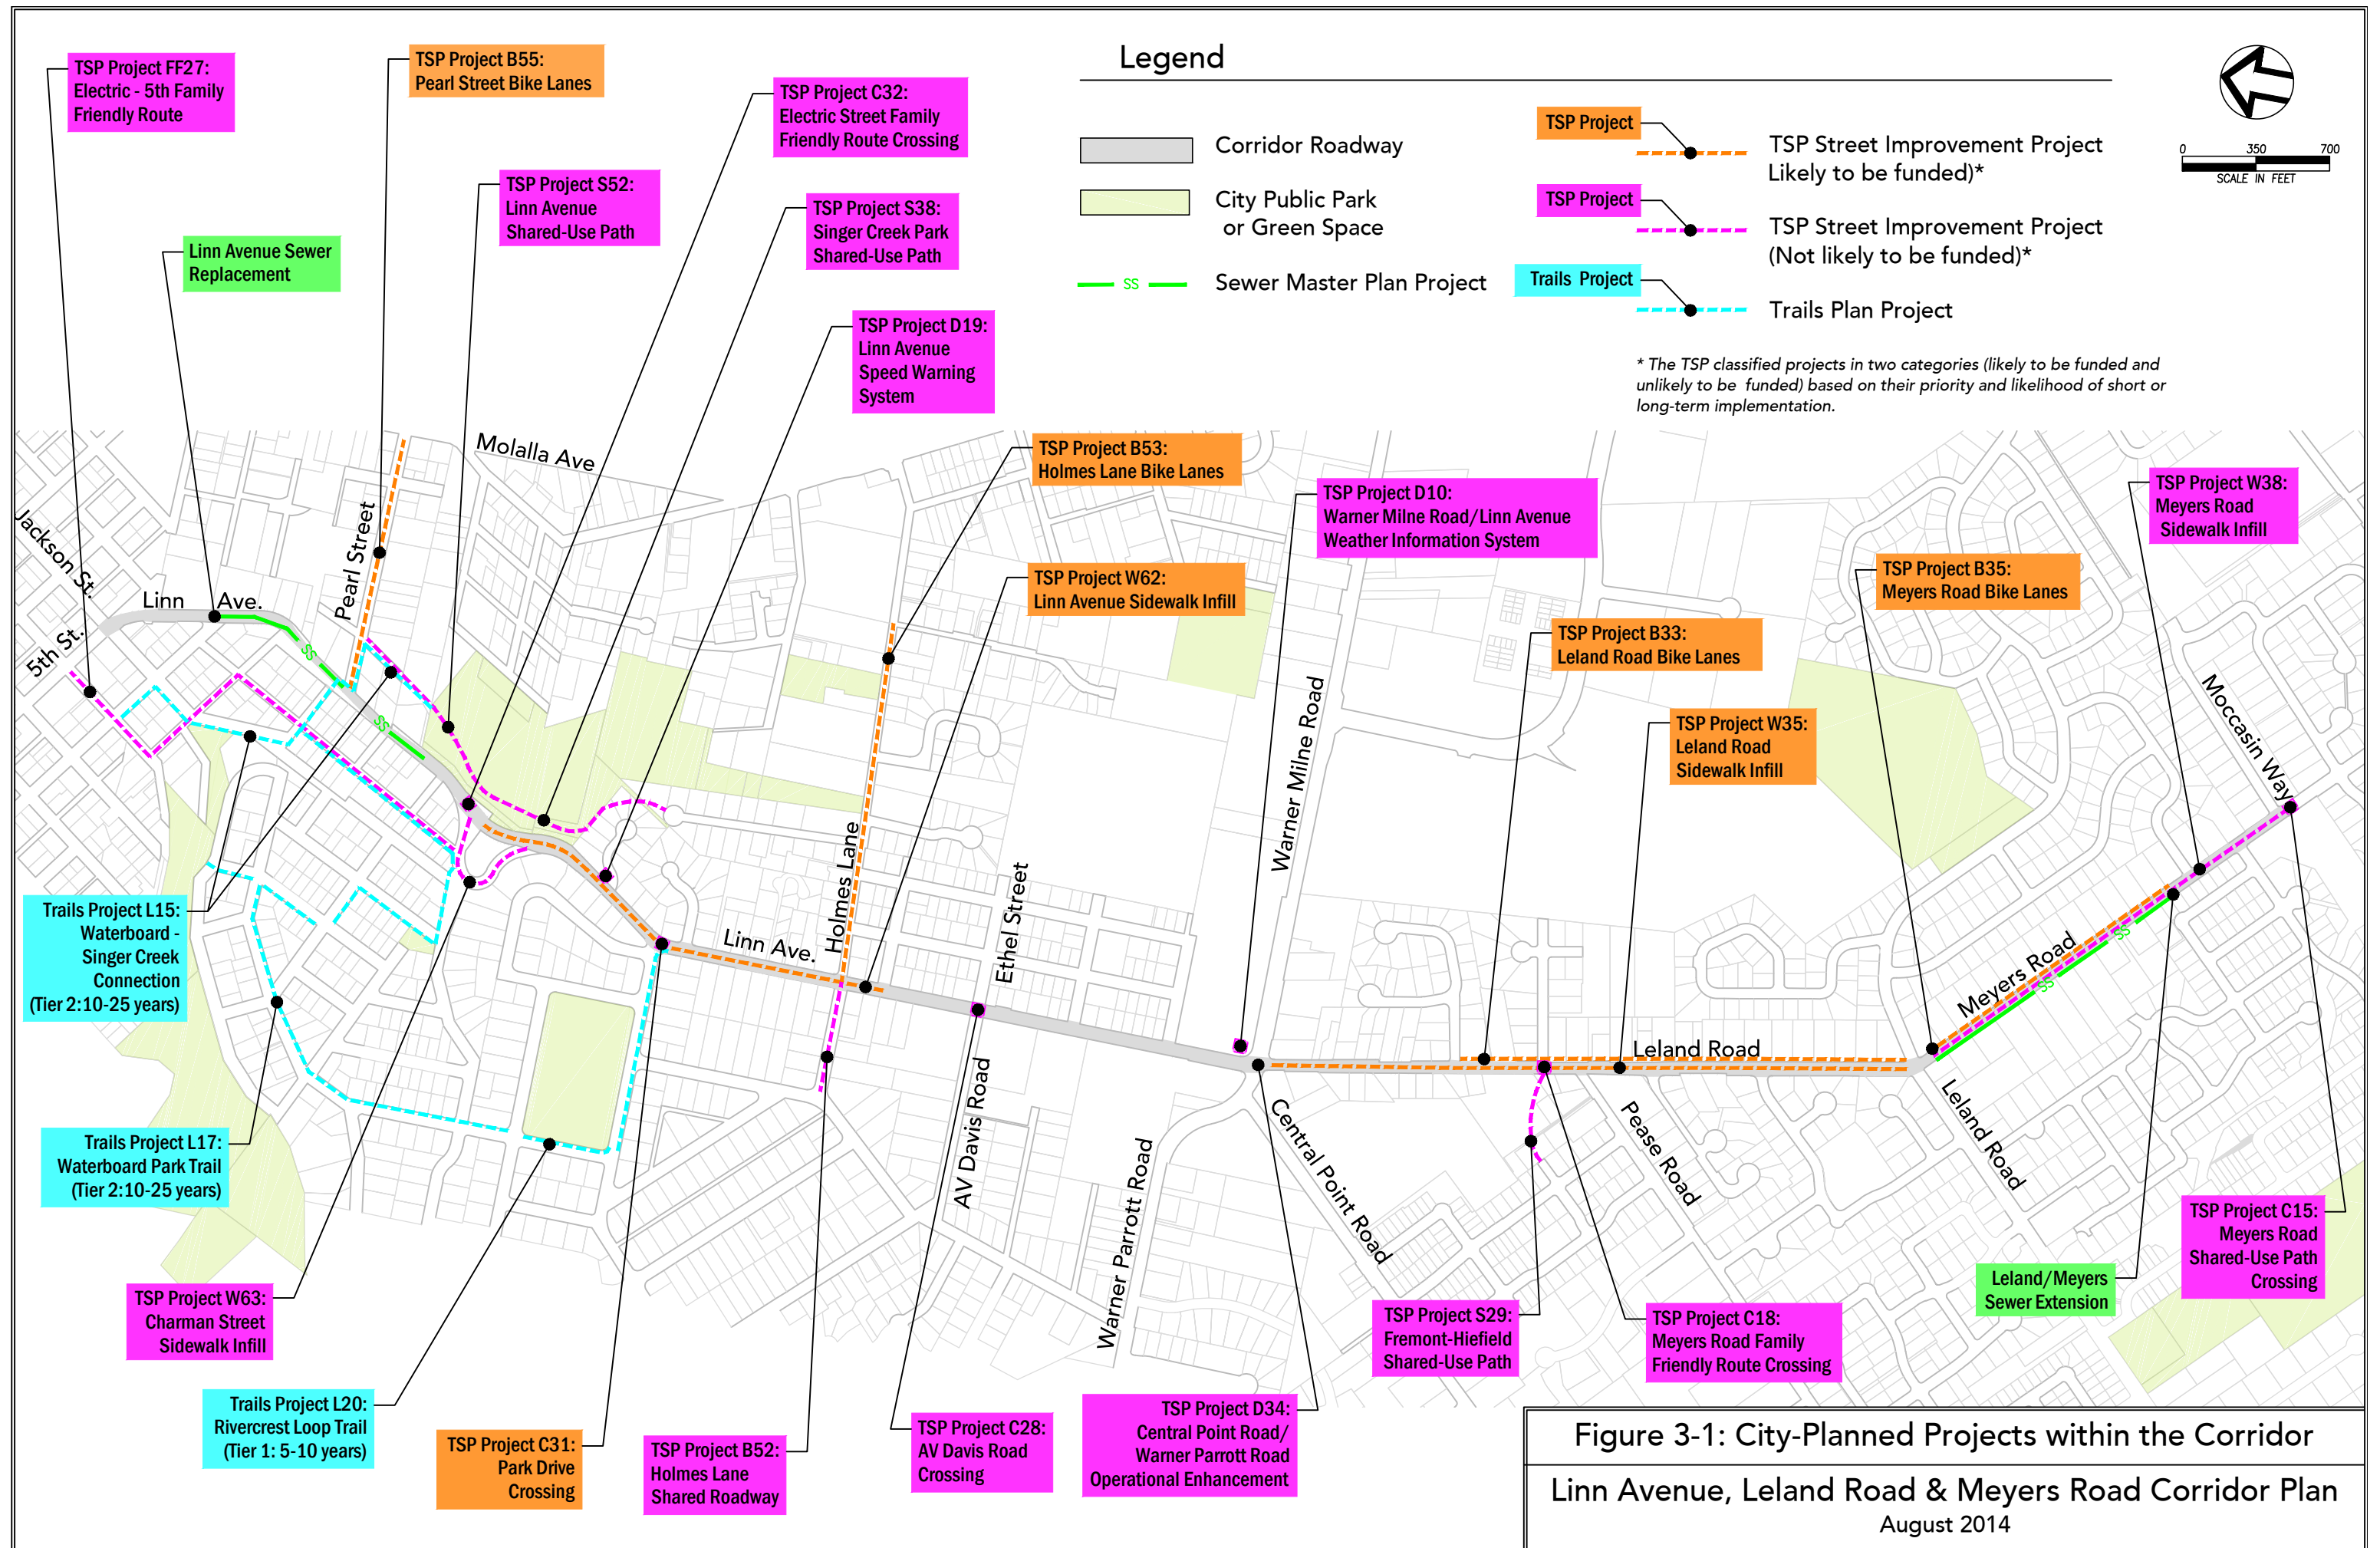 TSP Project FF27:
Electric - 5th Family
Friendly Route
TSP Project B55:
Pearl Street Bike Lanes
TSP Project C32:
Electric Street Family
Friendly Route Crossing
TSP Project S52:
Linn Avenue
Shared-Use Path
TSP Project S38:
Singer Creek Park
Shared-Use Path
Linn Avenue Sewer
Replacement
TSP Project D19:
Linn Avenue
Speed Warning
System
Legend
Corridor Roadway
City Public Park
or Green Space
SS
Sewer Master Plan Project
TSP Project
TSP Street Improvement Project
Likely to be funded)*
TSP Project
TSP Street Improvement Project
(Not likely to be funded)*
Trails Project
Trails Plan Project
* The TSP classified projects in two categories (likely to be funded and
unlikely to be funded) based on their priority and likelihood of short or
long-term implementation.
0 350 700
SCALE IN FEET
Molalla Ave
TSP Project B53:
Holmes Lane Bike Lanes
TSP Project D10:
Warner Milne Road/Linn Avenue
Weather Information System
TSP Project W38:
Meyers Road
Sidewalk Infill
TSP Project W62:
Linn Avenue Sidewalk Infill
TSP Project B35:
Meyers Road Bike Lanes
TSP Project B33:
Leland Road Bike Lanes
TSP Project W35:
Leland Road
Sidewalk Infill
Jackson St.
5th St.
Linn Ave.
Pearl Street
SS
SS
Holmes Lane
Linn Ave.
Ethel Street
Warner Milne Road
Moccasin Way
Meyers Road
SS
SS
Leland Road
Leland Road
Pease Road
Central Point Road
Warner Parrott Road
AV Davis Road
Trails Project L15:
Waterboard -
Singer Creek
Connection
(Tier 2:10-25 years)
Trails Project L17:
Waterboard Park Trail
(Tier 2:10-25 years)
TSP Project W63:
Charman Street
Sidewalk Infill
Trails Project L20:
Rivercrest Loop Trail
(Tier 1: 5-10 years)
TSP Project C31:
Park Drive
Crossing
TSP Project B52:
Holmes Lane
Shared Roadway
TSP Project C28:
AV Davis Road
Crossing
TSP Project D34:
Central Point Road/
Warner Parrott Road
Operational Enhancement
TSP Project S29:
Fremont-Hiefield
Shared-Use Path
TSP Project C18:
Meyers Road Family
Friendly Route Crossing
Leland/Meyers
Sewer Extension
TSP Project C15:
Meyers Road
Shared-Use Path
Crossing
Figure 3-1: City-Planned Projects within the Corridor
Linn Avenue, Leland Road & Meyers Road Corridor Plan
August 2014